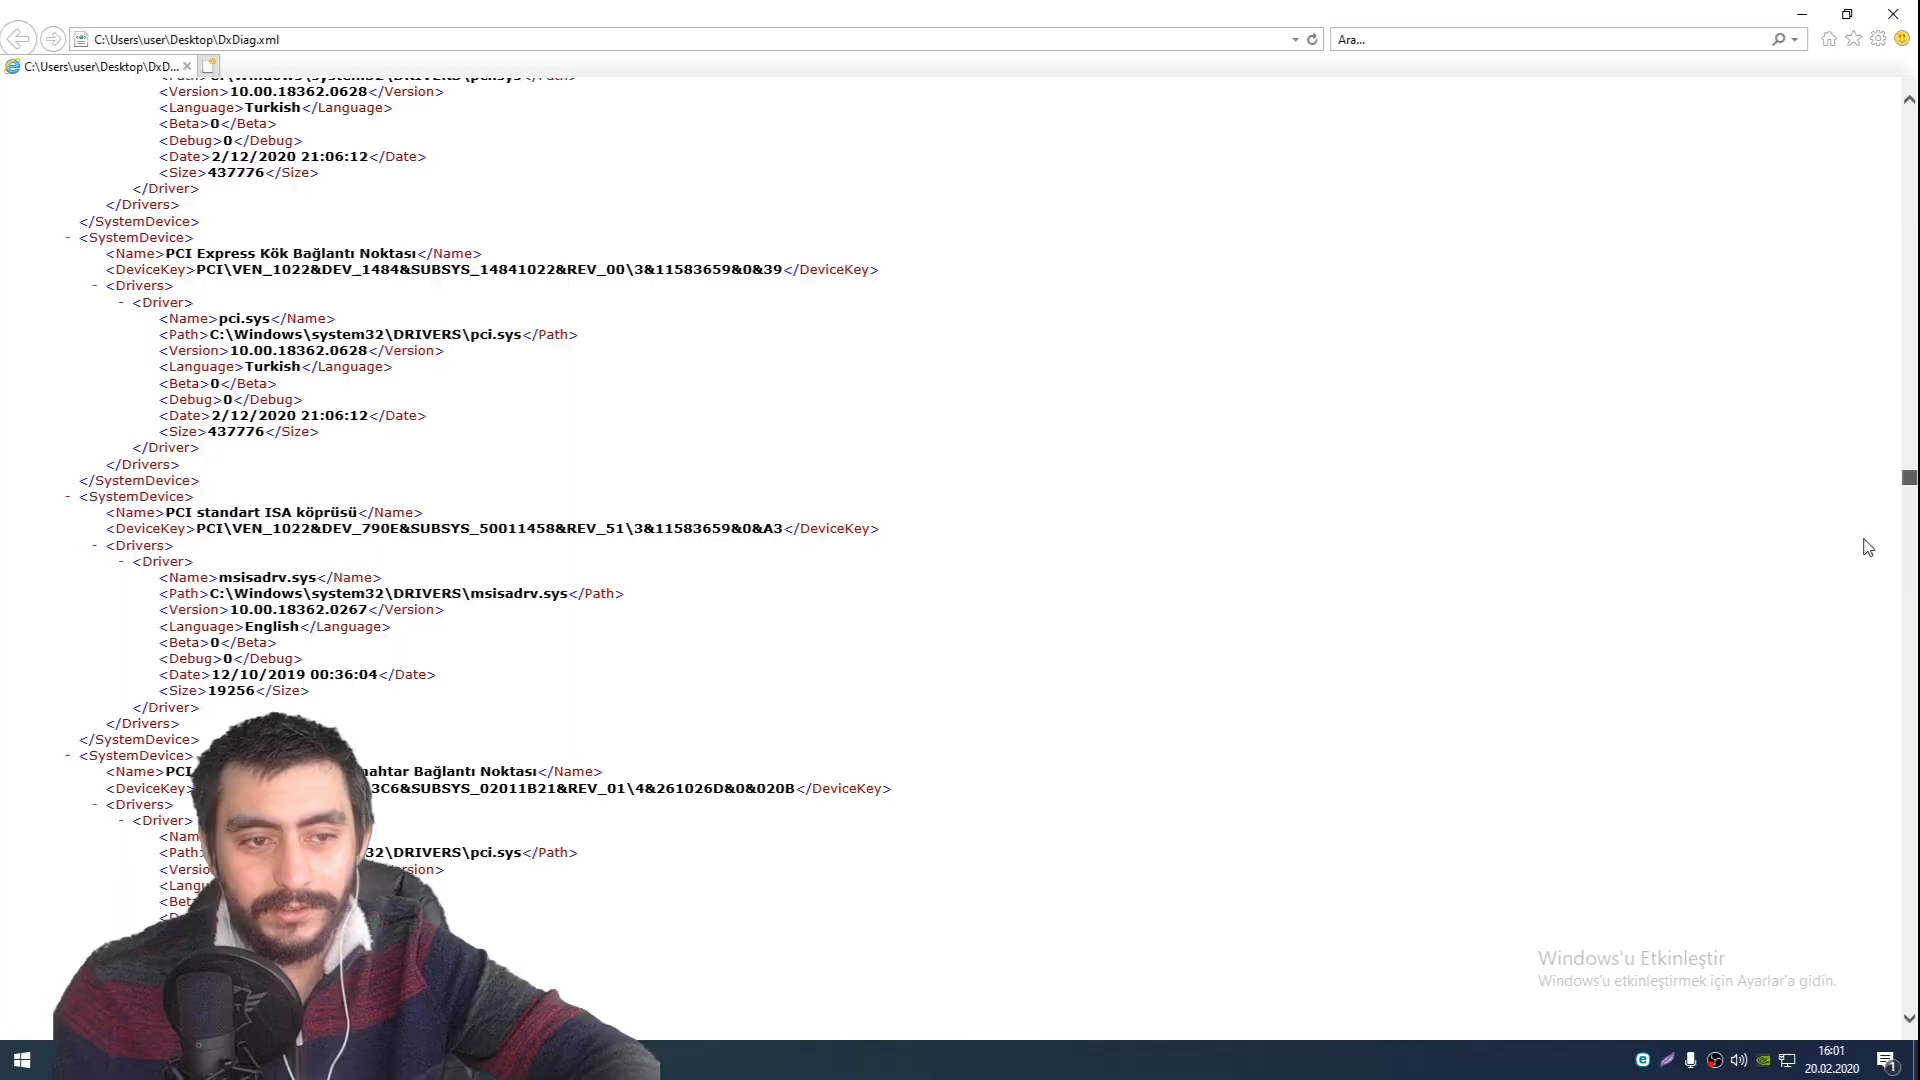 C:\Users\user\Desktop\DxDiag.xml
Ara...
C:\Users\user\Desktop\DxD...
<Version>10.00.18362.0628</Version>
<Language>Turkish</Language>
<Beta>0</Beta>
<Debug>0</Debug>
<Date>2/12/2020 21:06:12</Date>
<Size>437776</Size>
</Driver>
</Drivers>
</SystemDevice>
- <SystemDevice>
<Name>PCI Express Kök Bağlantı Noktası</Name>
<DeviceKey>PCI\VEN_1022&DEV_1484&SUBSYS_14841022&REV_00\3&11583659&0&39</DeviceKey>
- <Drivers>
- <Driver>
<Name>pci.sys</Name>
<Path>C:\Windows\system32\DRIVERS\pci.sys</Path>
<Version>10.00.18362.0628</Version>
<Language>Turkish</Language>
<Beta>0</Beta>
<Debug>0</Debug>
<Date>2/12/2020 21:06:12</Date>
<Size>437776</Size>
</Driver>
</Drivers>
</SystemDevice>
- <SystemDevice>
<Name>PCI standart ISA köprüsü</Name>
<DeviceKey>PCI\VEN_1022&DEV_790E&SUBSYS_50011458&REV_51\3&11583659&0&A3</DeviceKey>
- <Drivers>
- <Driver>
<Name>msisadrv.sys</Name>
<Path>C:\Windows\system32\DRIVERS\msisadrv.sys</Path>
<Version>10.00.18362.0267</Version>
<Language>English</Language>
<Beta>0</Beta>
<Debug>0</Debug>
<Date>12/10/2019 00:36:04</Date>
<Size>19256</Size>
</Driver>
</Drivers>
</SystemDevice>
- <SystemDevice>
<Name>PCI Bağlantı Noktası</Name>
<DeviceKey> 3C6&SUBSYS_02011B21&REV_01\4&261026D&0&020B</DeviceKey>
- <Drivers>
- <Driver>
<Path> 32\DRIVERS\pci.sys</Path>
Windows'u Etkinleştir
Windows'u etkinleştirmek için Ayarlar'a gidin.
16:01
20.02.2020
1